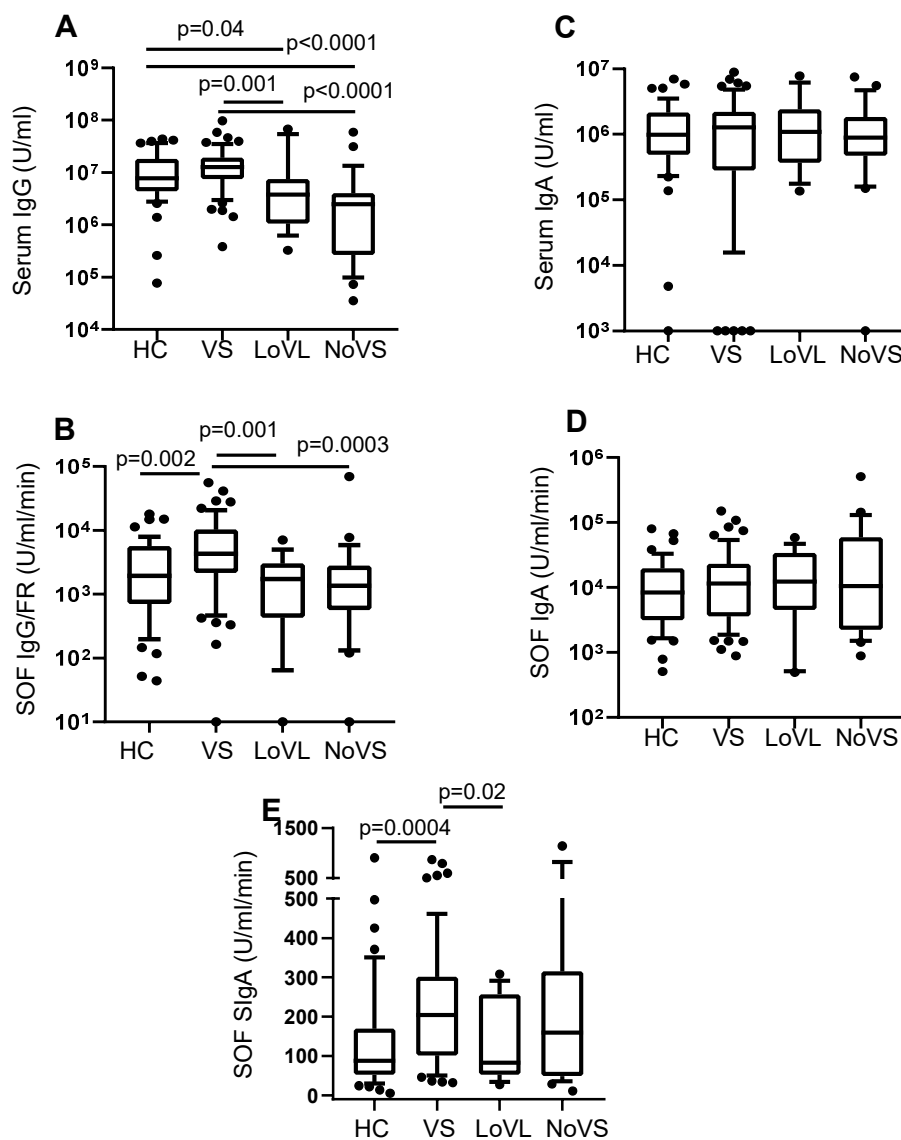 A
p=0.04
p<0.0001
p=0.001
p<0.0001
Serum IgG (U/ml)
10⁹
10⁸
10⁷
10⁶
10⁵
10⁴
HC VS LoVL NoVS
C
Serum IgA (U/ml)
10⁷
10⁶
10⁵
10⁴
10³
HC VS LoVL NoVS
B
p=0.002
p=0.001
p=0.0003
SOF IgG/FR (U/ml/min)
10⁵
10⁴
10³
10²
10¹
HC VS LoVL NoVS
D
SOF IgA (U/ml/min)
10⁶
10⁵
10⁴
10³
10²
HC VS LoVL NoVS
E
p=0.02
p=0.0004
SOF SIgA (U/ml/min)
1500
500
500
400
300
200
100
0
HC VS LoVL NoVS